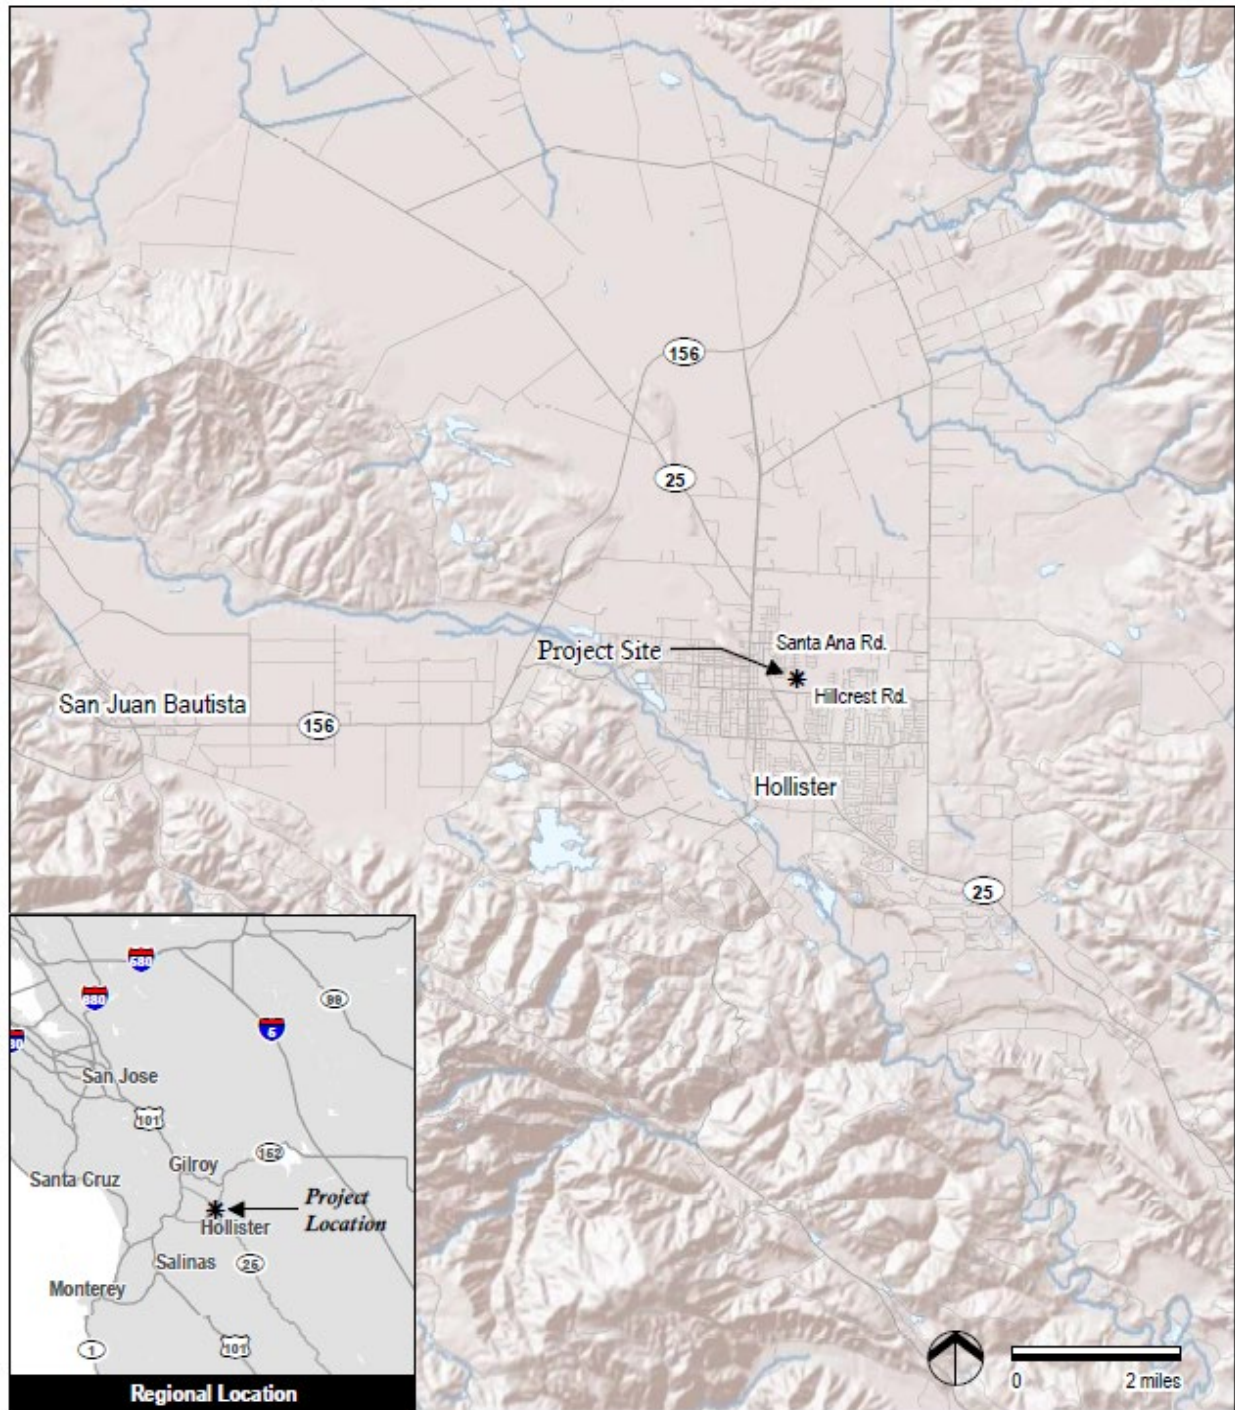 156
25
Project Site
Santa Ana Rd.
Hillcrest Rd.
San Juan Bautista
156
Hollister
25
680
880
99
5
San Jose
101
Gilroy
152
Santa Cruz
Project
Location
Hollister
Salinas
25
Monterey
1
101
Regional Location
0
2 miles